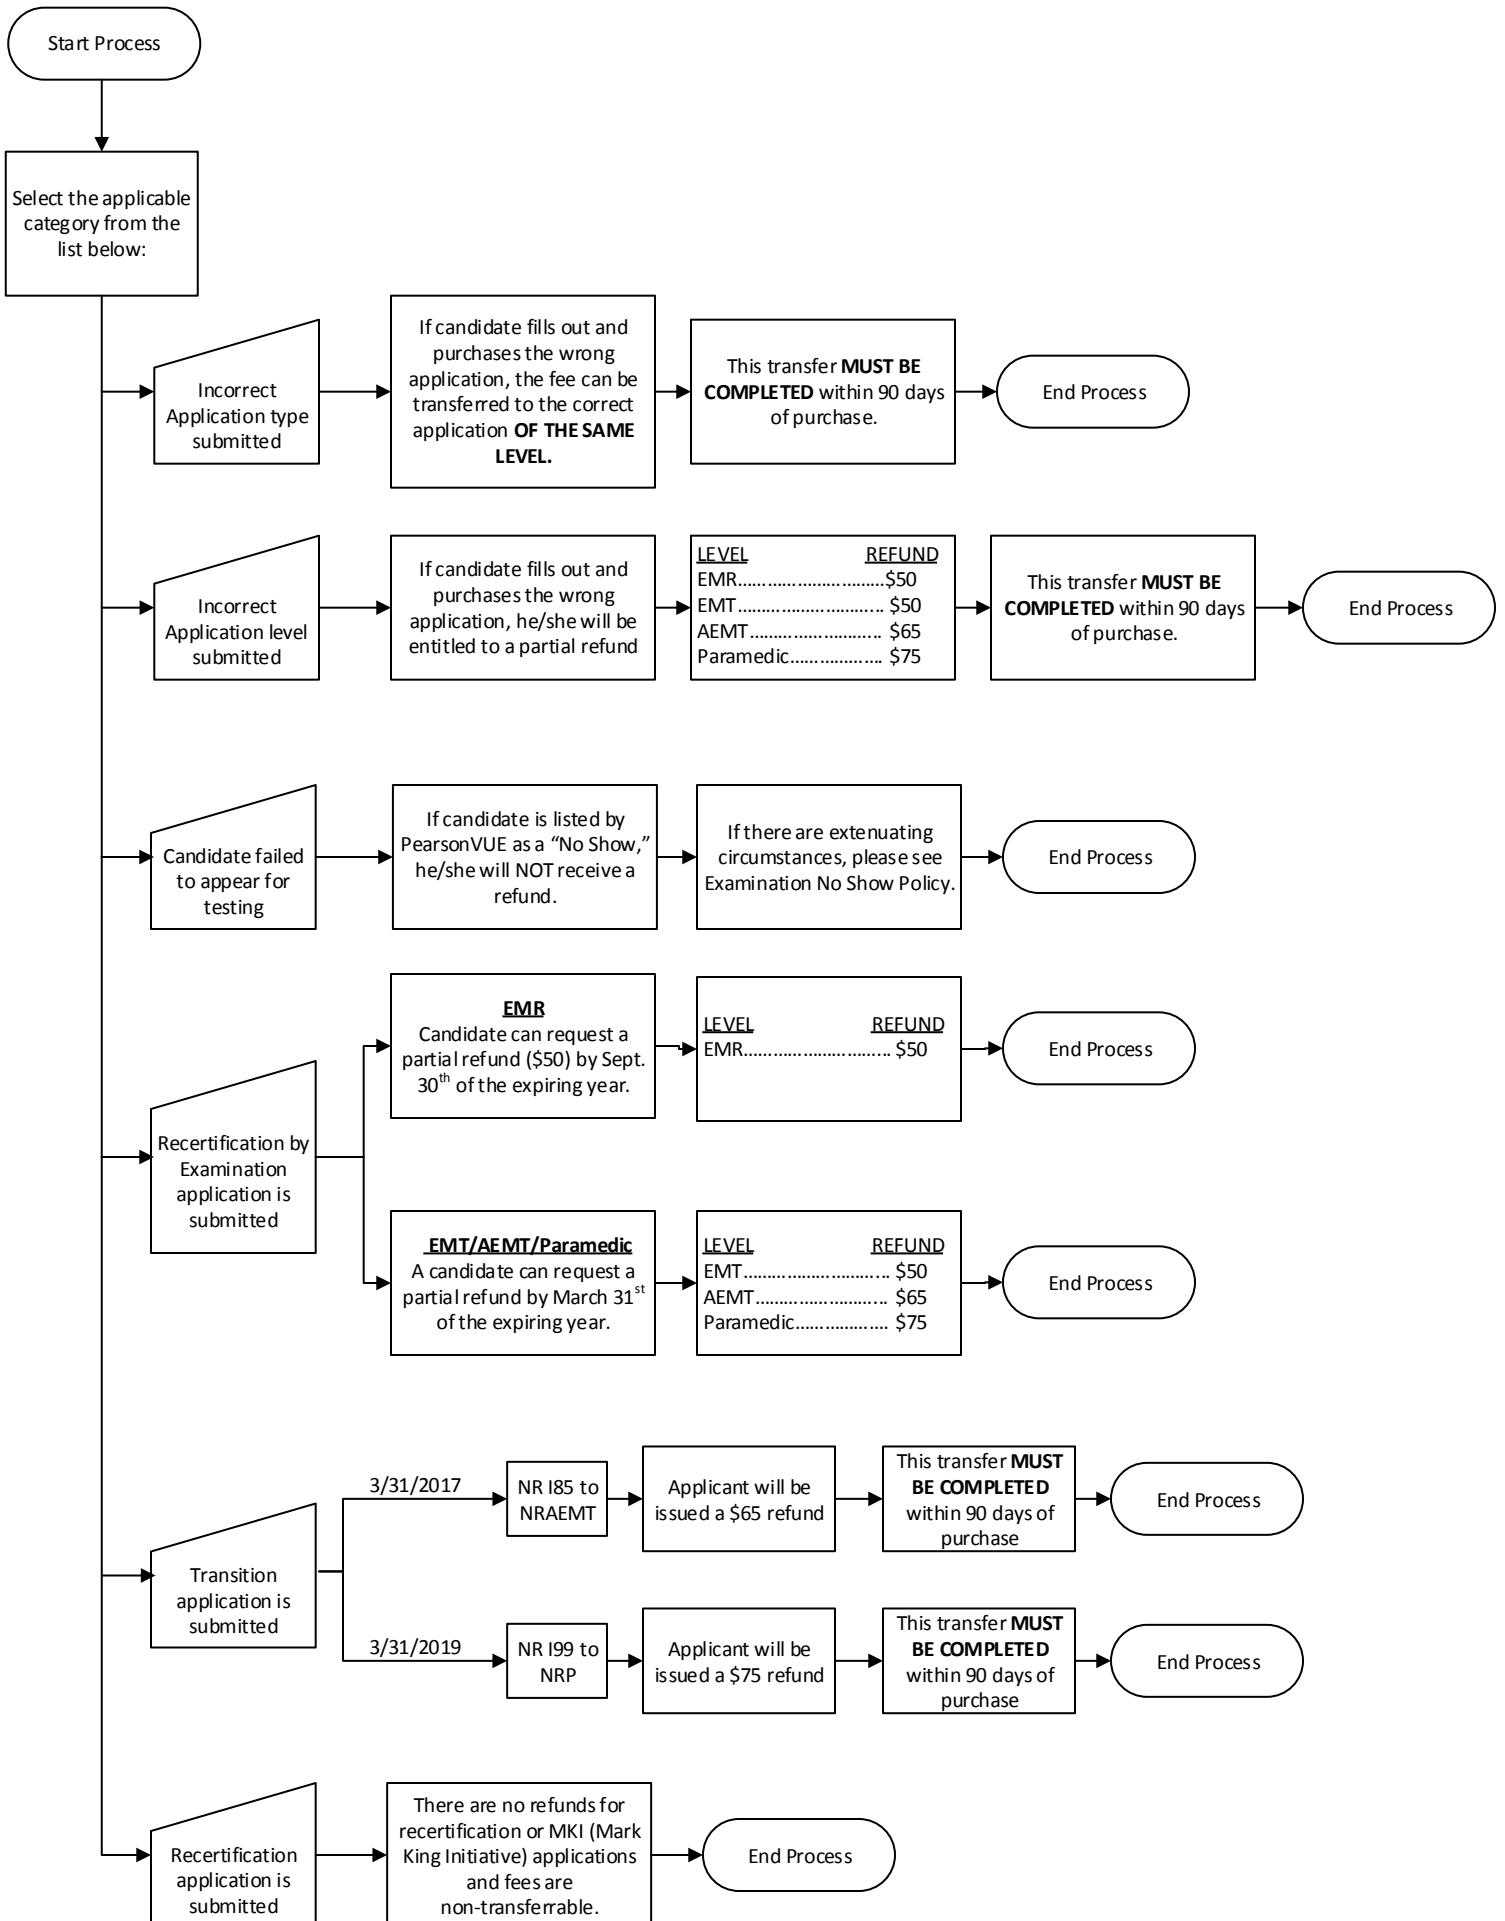 Start Process
Select the applicable
category from the
list below:
Incorrect
Application type
submitted
If candidate fills out and
purchases the wrong
application, the fee can be
transferred to the correct
application OF THE SAME
LEVEL.
This transfer MUST BE
COMPLETED within 90 days
of purchase.
End Process
Incorrect
Application level
submitted
If candidate fills out and
purchases the wrong
application, he/she will be
entitled to a partial refund
LEVEL REFUND
EMR..............................$50
EMT.............................. $50
AEMT........................... $65
Paramedic................... $75
This transfer MUST BE
COMPLETED within 90 days
of purchase.
End Process
Candidate failed
to appear for
testing
If candidate is listed by
PearsonVUE as a “No Show,”
he/she will NOT receive a
refund.
If there are extenuating
circumstances, please see
Examination No Show Policy.
End Process
Recertification by
Examination
application is
submitted
EMR
Candidate can request a
partial refund ($50) by Sept.
30th of the expiring year.
LEVEL REFUND
EMR.............................. $50
End Process
EMT/AEMT/Paramedic
A candidate can request a
partial refund by March 31st
of the expiring year.
LEVEL REFUND
EMT.............................. $50
AEMT........................... $65
Paramedic................... $75
End Process
Transition
application is
submitted
3/31/2017
NR I85 to
NRAEMT
Applicant will be
issued a $65 refund
This transfer MUST
BE COMPLETED
within 90 days of
purchase
End Process
3/31/2019
NR I99 to
NRP
Applicant will be
issued a $75 refund
This transfer MUST
BE COMPLETED
within 90 days of
purchase
End Process
Recertification
application is
submitted
There are no refunds for
recertification or MKI (Mark
King Initiative) applications
and fees are
non-transferrable.
End Process